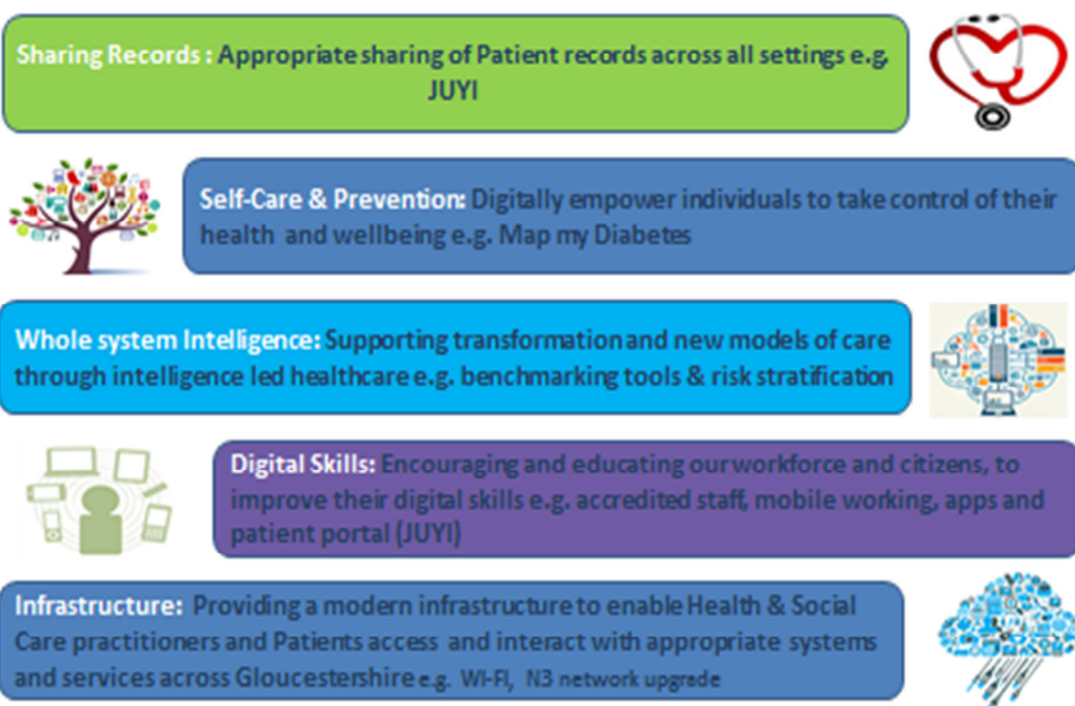 Sharing Records : Appropriate sharing of Patient records across all settings e.g.
JUYI
Self-Care & Prevention: Digitally empower individuals to take control of their
health and wellbeing e.g. Map my Diabetes
Whole system Intelligence: Supporting transformation and new models of care
through intelligence led healthcare e.g. benchmarking tools & risk stratification
Digital Skills: Encouraging and educating our workforce and citizens, to
improve their digital skills e.g. accredited staff, mobile working, apps and
patient portal (JUYI)
Infrastructure: Providing a modern infrastructure to enable Health & Social
Care practitioners and Patients access and interact with appropriate systems
and services across Gloucestershire e.g. WI-FI, N3 network upgrade